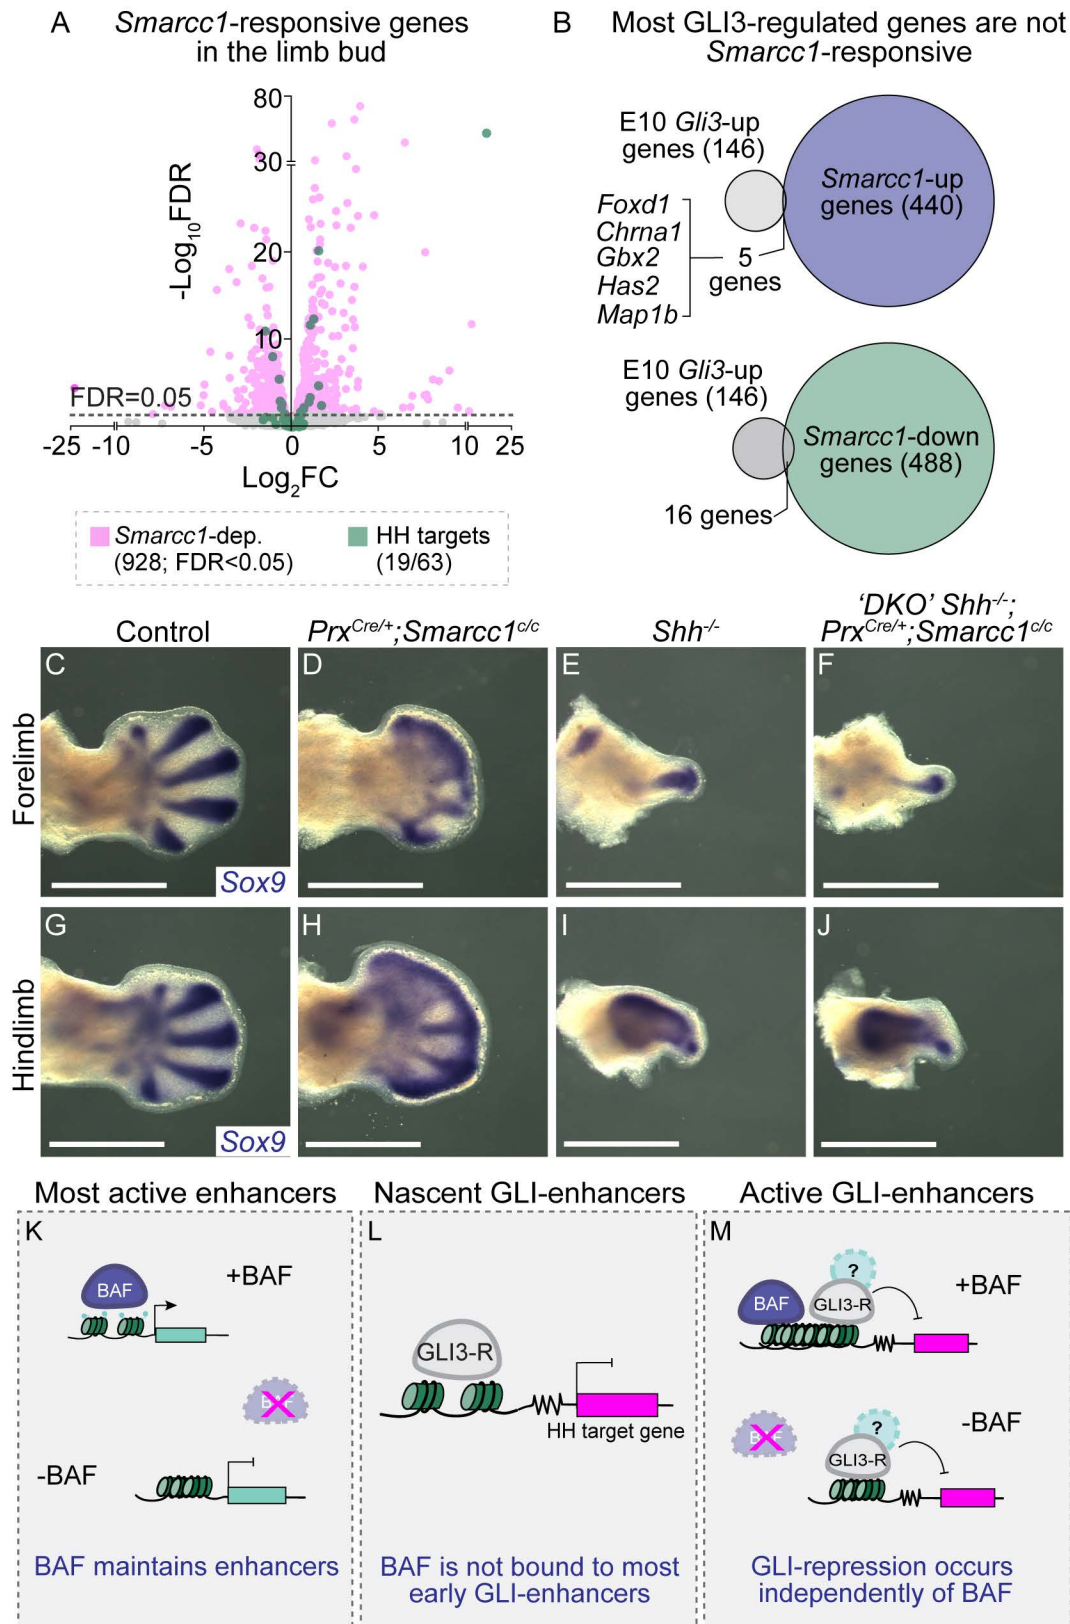 A
Smarcc1-responsive genes
in the limb bud
80
30
20
10
-Log10FDR
FDR=0.05
-25 -10 -5 0 5 10 25
Log2FC
Smarcc1-dep.
(928; FDR<0.05)
HH targets
(19/63)
B
Most GLI3-regulated genes are not
Smarcc1-responsive
E10 Gli3-up
genes (146)
Smarcc1-up
genes (440)
Foxd1
Chrna1
Gbx2
Has2
Map1b
5
genes
E10 Gli3-up
genes (146)
Smarcc1-down
genes (488)
16 genes
Control
PrxCre/+;Smarcc1c/c
Shh-/-
‘DKO’ Shh-/-;
PrxCre/+;Smarcc1c/c
Forelimb
C
Sox9
D
E
F
Hindlimb
G
Sox9
H
I
J
Most active enhancers
K
BAF
+BAF
-BAF
BAF maintains enhancers
Nascent GLI-enhancers
L
GLI3-R
HH target gene
BAF is not bound to most
early GLI-enhancers
Active GLI-enhancers
M
?
BAF
GLI3-R
+BAF
?
-BAF
GLI3-R
GLI-repression occurs
independently of BAF